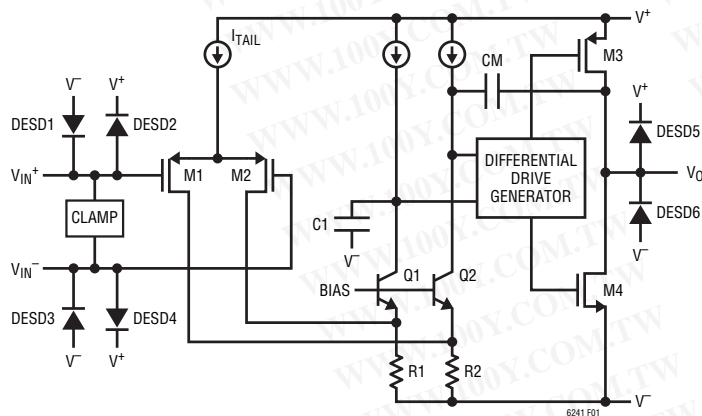 V+
ITAIL
M3
CM
V− V+
V+
DESD1 DESD2
DESD5
VIN+
M1 M2
DIFFERENTIAL
DRIVE
GENERATOR
VO
CLAMP
C1
DESD6
V−
V−
VIN−
Q1 Q2
BIAS
M4
DESD3 DESD4
V− V+
R1 R2
V−
6241 F01
WWW.100Y.COM.TW